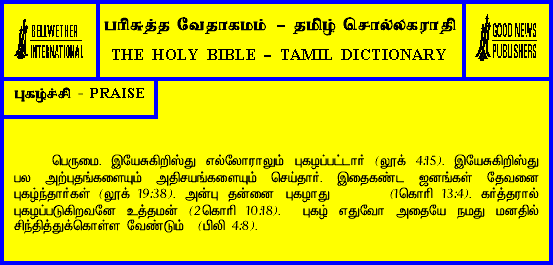 BELLWETHER
INTERNATIONAL
பரிசுத்த வேதாகமம் – தமிழ் சொல்லகராதி
THE HOLY BIBLE – TAMIL DICTIONARY
GOOD NEWS
PUBLISHERS
புகழ்ச்சி - PRAISE
பெருமை. இயேசுகிறிஸ்து எல்லோராலும் புகழப்பட்டார் (லூக் 4:15). இயேசுகிறிஸ்து
பல அற்புதங்களையும் அதிசயங்களையும் செய்தார். இதைகண்ட ஜனங்கள் தேவனை
புகழ்ந்தார்கள் (லூக் 19:38). அன்பு தன்னை புகழாது (1கொரி 13:4). கர்த்தரால்
புகழப்படுகிறவனே உத்தமன் (2கொரி 10:18). புகழ் எதுவோ அதையே நமது மனதில்
சிந்தித்துக்கொள்ள வேண்டும் (பிலி 4:8).